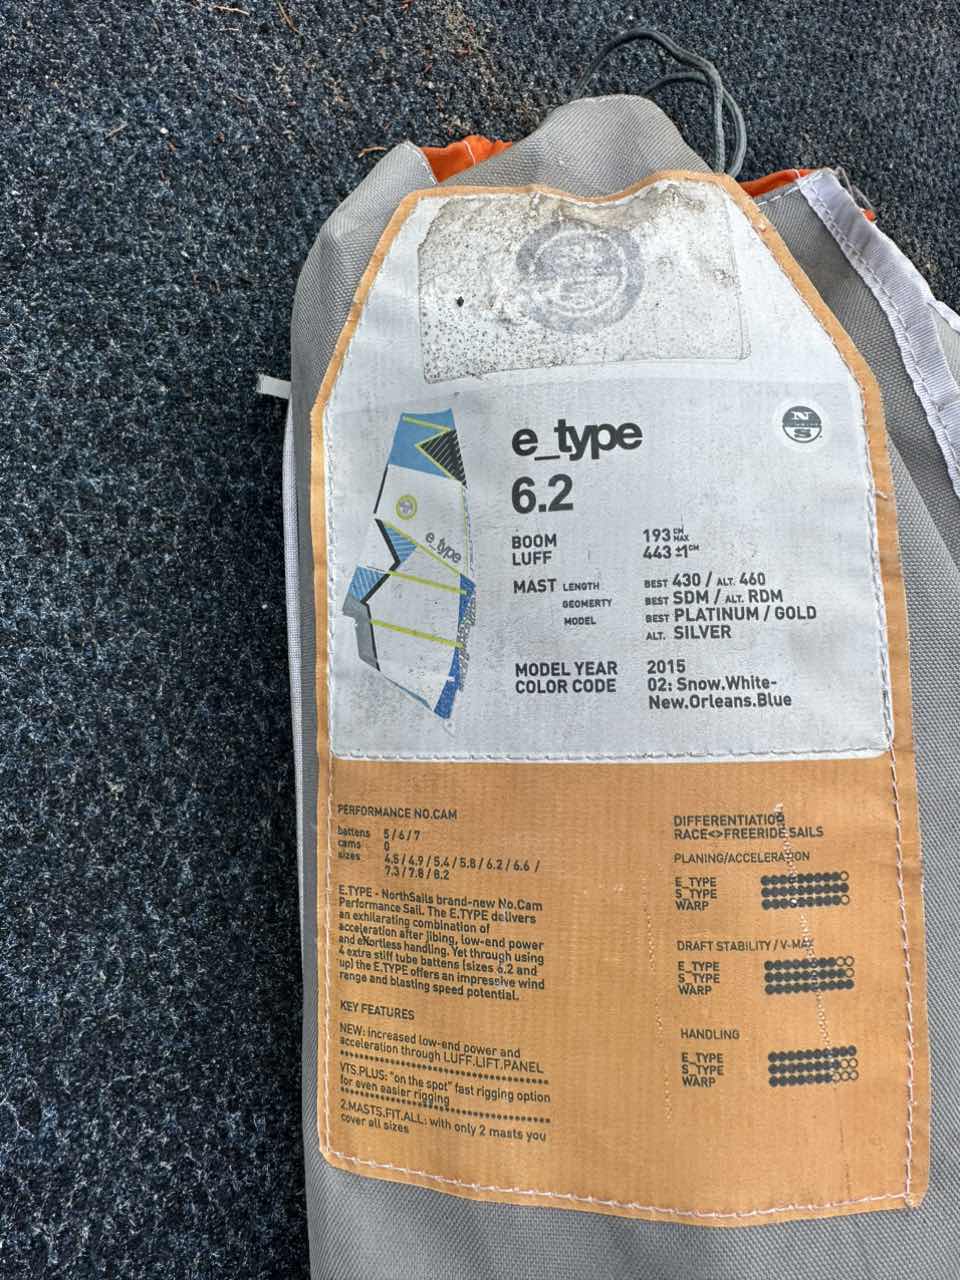 e_type
6.2
BOOM 193 CM MAX
LUFF 443 ±1 CM
MAST LENGTH BEST 430 / ALT. 460
GEOMERTY BEST SDM / ALT. RDM
MODEL BEST PLATINUM / GOLD
ALT. SILVER
MODEL YEAR 2015
COLOR CODE 02: Snow.White-
New.Orleans.Blue
N
S
e_type
PERFORMANCE NO.CAM
battens 5 / 6 / 7
cams 0
sizes 4.5 / 4.9 / 5.4 / 5.8 / 6.2 / 6.6 /
7.3 / 7.8 / 8.2
E.TYPE - NorthSails brand-new No.Cam
Performance Sail. The E.TYPE delivers
an exhilarating combination of
acceleration after jibing, low-end power
and effortless handling. Yet through using
4 extra stiff tube battens (sizes 6.2 and
up) the E.TYPE offers an impressive wind
range and blasting speed potential.
KEY FEATURES
NEW: increased low-end power and
acceleration through LUFF.LIFT.PANEL
VTS.PLUS: "on the spot" fast rigging option
for even easier rigging
2.MASTS.FIT.ALL: with only 2 masts you
cover all sizes
DIFFERENTIATION
RACE<>FREERIDE SAILS
PLANING/ACCELERATION
E_TYPE
S_TYPE
WARP
DRAFT STABILITY / V-MAX
E_TYPE
S_TYPE
WARP
HANDLING
E_TYPE
S_TYPE
WARP